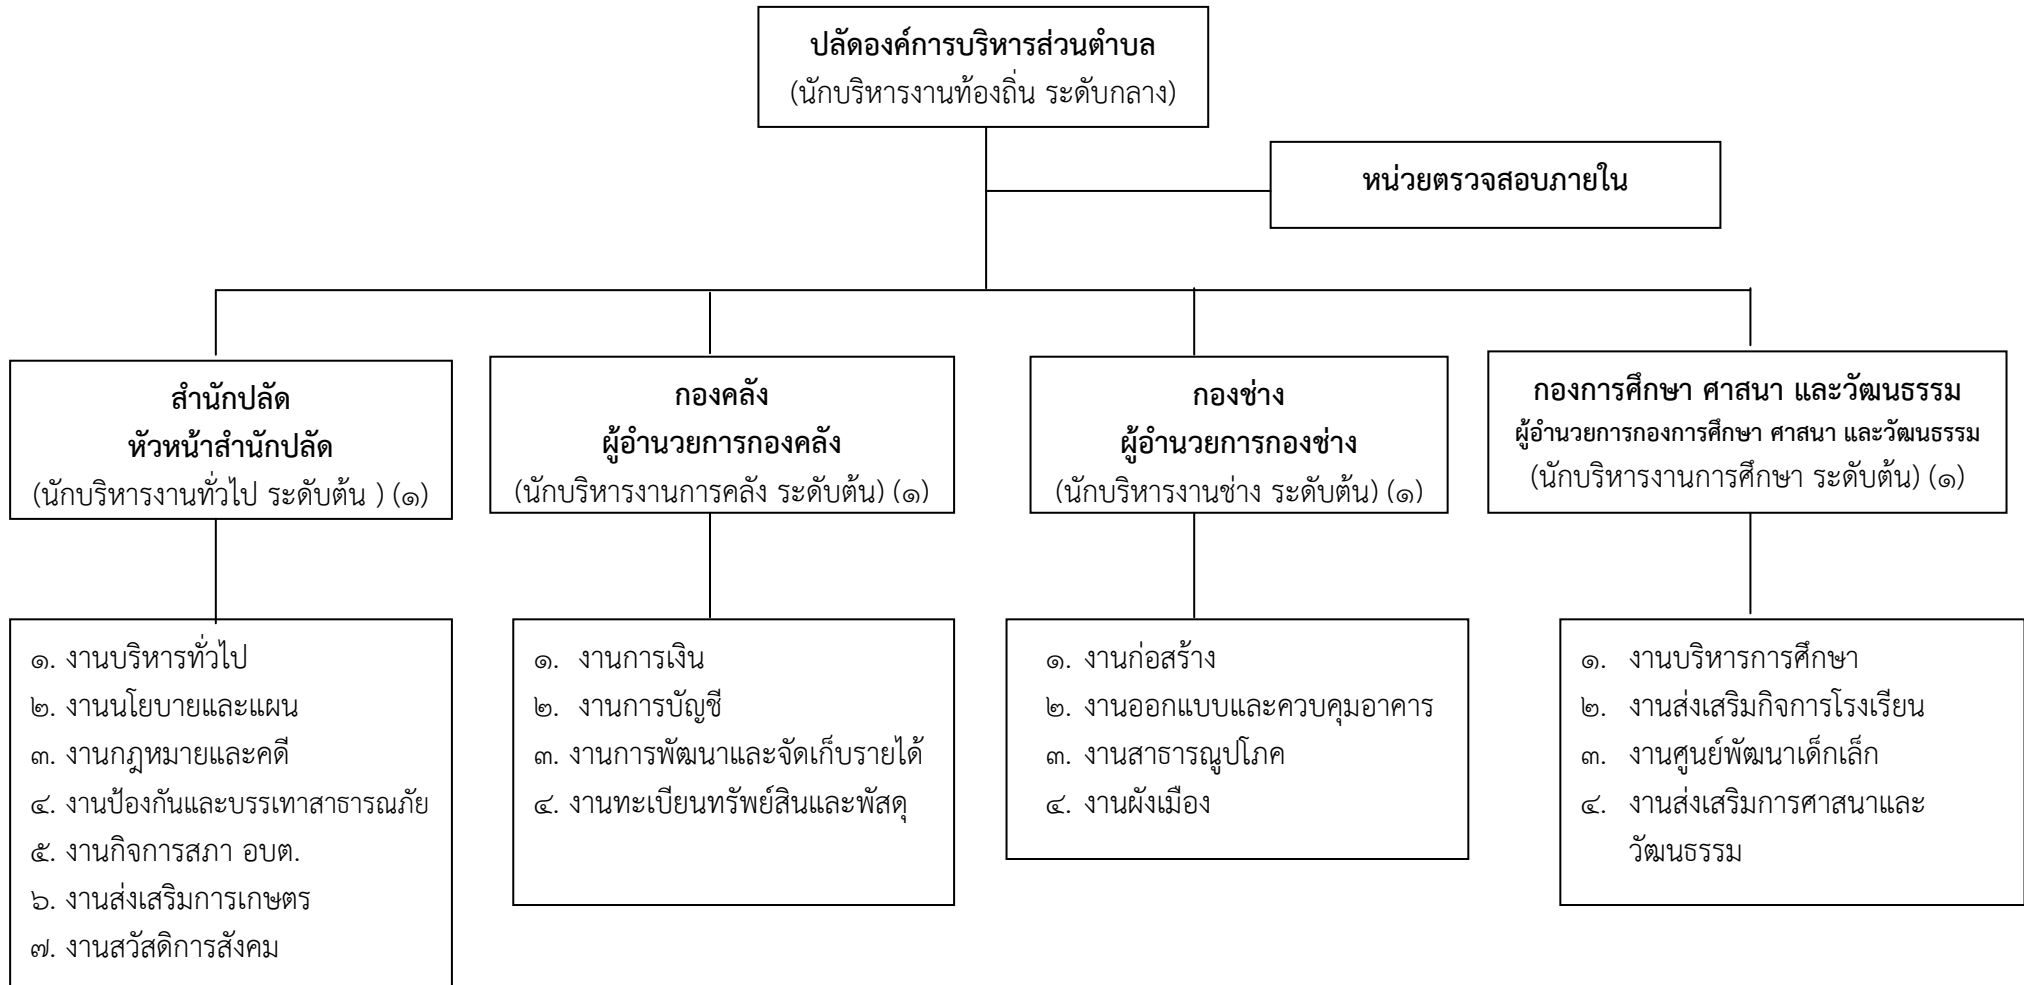 ปลัดองค์การบริหารส่วนตำบล
(นักบริหารงานท้องถิ่น ระดับกลาง)
หน่วยตรวจสอบภายใน
สำนักปลัด
หัวหน้าสำนักปลัด
(นักบริหารงานทั่วไป ระดับต้น ) (๑)
กองคลัง
ผู้อำนวยการกองคลัง
(นักบริหารงานการคลัง ระดับต้น) (๑)
กองช่าง
ผู้อำนวยการกองช่าง
(นักบริหารงานช่าง ระดับต้น) (๑)
กองการศึกษา ศาสนา และวัฒนธรรม
ผู้อำนวยการกองการศึกษา ศาสนา และวัฒนธรรม
(นักบริหารงานการศึกษา ระดับต้น) (๑)
๑. งานบริหารทั่วไป
๒. งานนโยบายและแผน
๓. งานกฎหมายและคดี
๔. งานป้องกันและบรรเทาสาธารณภัย
๕. งานกิจการสภา อบต.
๖. งานส่งเสริมการเกษตร
๗. งานสวัสดิการสังคม
๑. งานการเงิน
๒. งานการบัญชี
๓. งานการพัฒนาและจัดเก็บรายได้
๔. งานทะเบียนทรัพย์สินและพัสดุ
๑. งานก่อสร้าง
๒. งานออกแบบและควบคุมอาคาร
๓. งานสาธารณูปโภค
๔. งานผังเมือง
๑. งานบริหารการศึกษา
๒. งานส่งเสริมกิจการโรงเรียน
๓. งานศูนย์พัฒนาเด็กเล็ก
๔. งานส่งเสริมการศาสนาและ
วัฒนธรรม